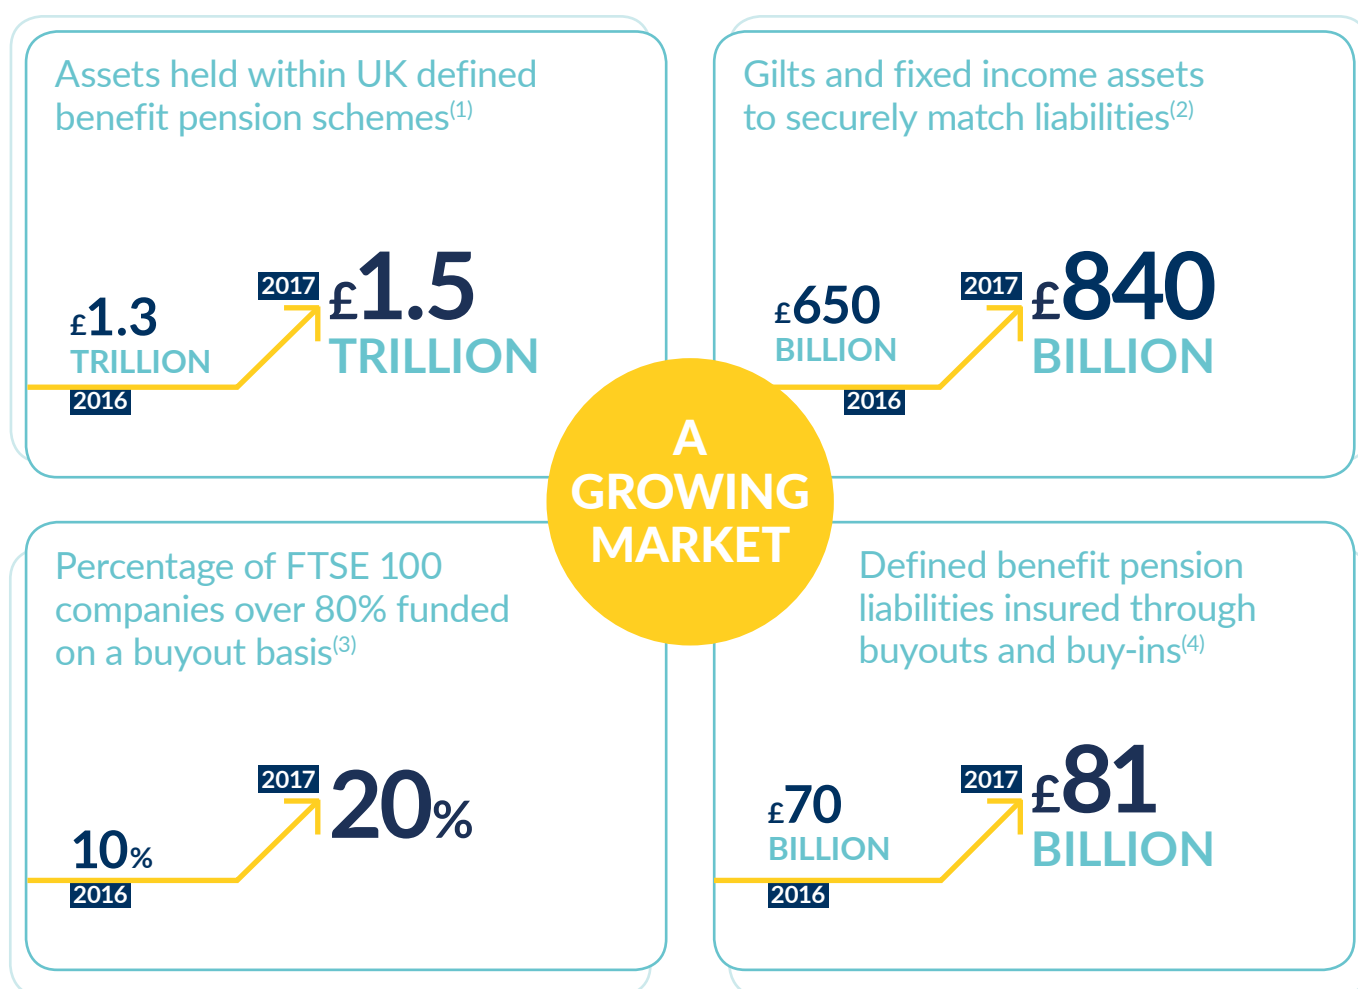 Assets held within UK defined
benefit pension schemes(1)
£1.3
TRILLION
2016
2017
£1.5
TRILLION
Gilts and fixed income assets
to securely match liabilities(2)
£650
BILLION
2016
2017
£840
BILLION
A
GROWING
MARKET
Percentage of FTSE 100
companies over 80% funded
on a buyout basis(3)
10%
2016
2017
20%
Defined benefit pension
liabilities insured through
buyouts and buy-ins(4)
£70
BILLION
2016
2017
£81
BILLION